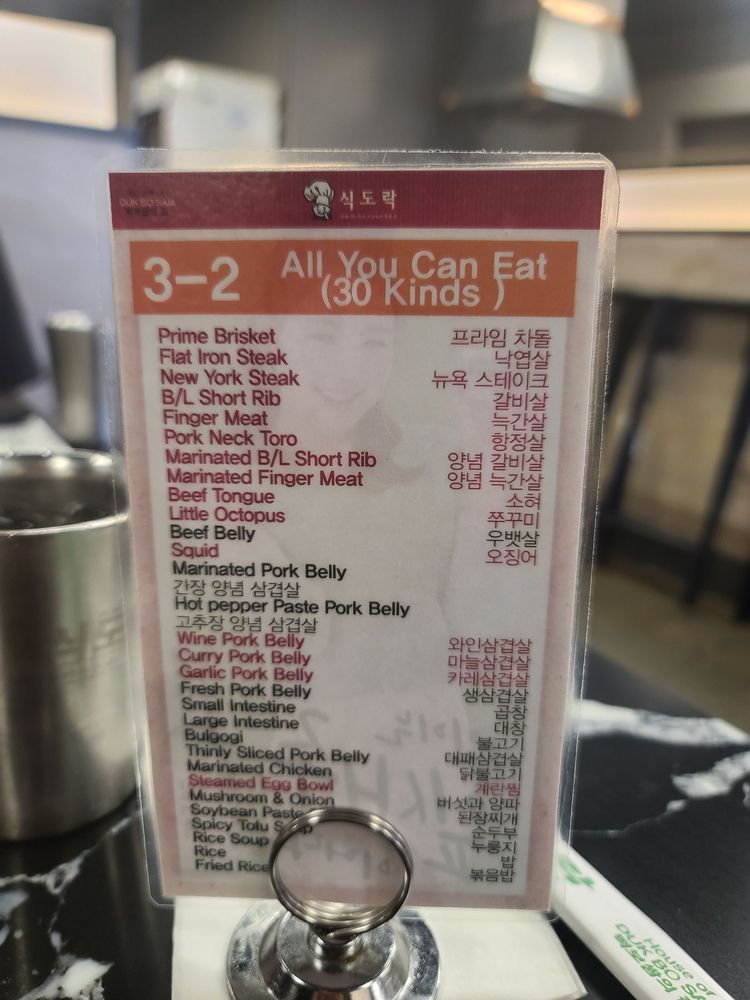 DUK BO SAM
식도락
3-2 All You Can Eat
(30 Kinds )
Prime Brisket 프라임 차돌
Flat Iron Steak 낙엽살
New York Steak 뉴욕 스테이크
B/L Short Rib 갈비살
Finger Meat 늑간살
Pork Neck Toro 항정살
Marinated B/L Short Rib 양념 갈비살
Marinated Finger Meat 양념 늑간살
Beef Tongue 소혀
Little Octopus 쭈꾸미
Beef Belly 우뱃살
Squid 오징어
Marinated Pork Belly
간장 양념 삼겹살
Hot pepper Paste Pork Belly
고추장 양념 삼겹살
Wine Pork Belly 와인삼겹살
Curry Pork Belly 마늘삼겹살
Garlic Pork Belly 카레삼겹살
Fresh Pork Belly 생삼겹살
Small Intestine 곱창
Large Intestine 대창
Bulgogi 불고기
Thinly Sliced Pork Belly 대패삼겹살
Marinated Chicken 닭불고기
Steamed Egg Bowl 계란찜
Mushroom & Onion 버섯과 양파
Soybean Paste 된장찌개
Spicy Tofu 순두부
Rice Soup 누룽지
Rice 밥
Fried Rice 볶음밥
House of
DUK BO SA